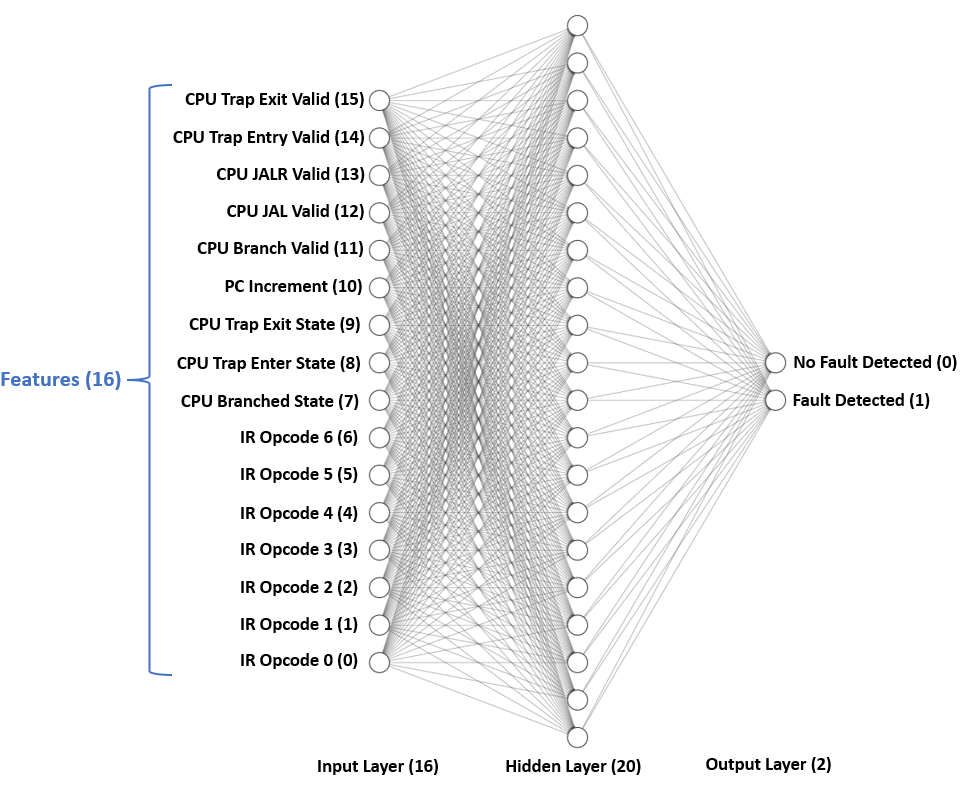 CPU Trap Exit Valid (15)
CPU Trap Entry Valid (14)
CPU JALR Valid (13)
CPU JAL Valid (12)
CPU Branch Valid (11)
PC Increment (10)
CPU Trap Exit State (9)
CPU Trap Enter State (8)
CPU Branched State (7)
IR Opcode 6 (6)
IR Opcode 5 (5)
IR Opcode 4 (4)
IR Opcode 3 (3)
IR Opcode 2 (2)
IR Opcode 1 (1)
IR Opcode 0 (0)
Features (16)
No Fault Detected (0)
Fault Detected (1)
Input Layer (16)
Hidden Layer (20)
Output Layer (2)